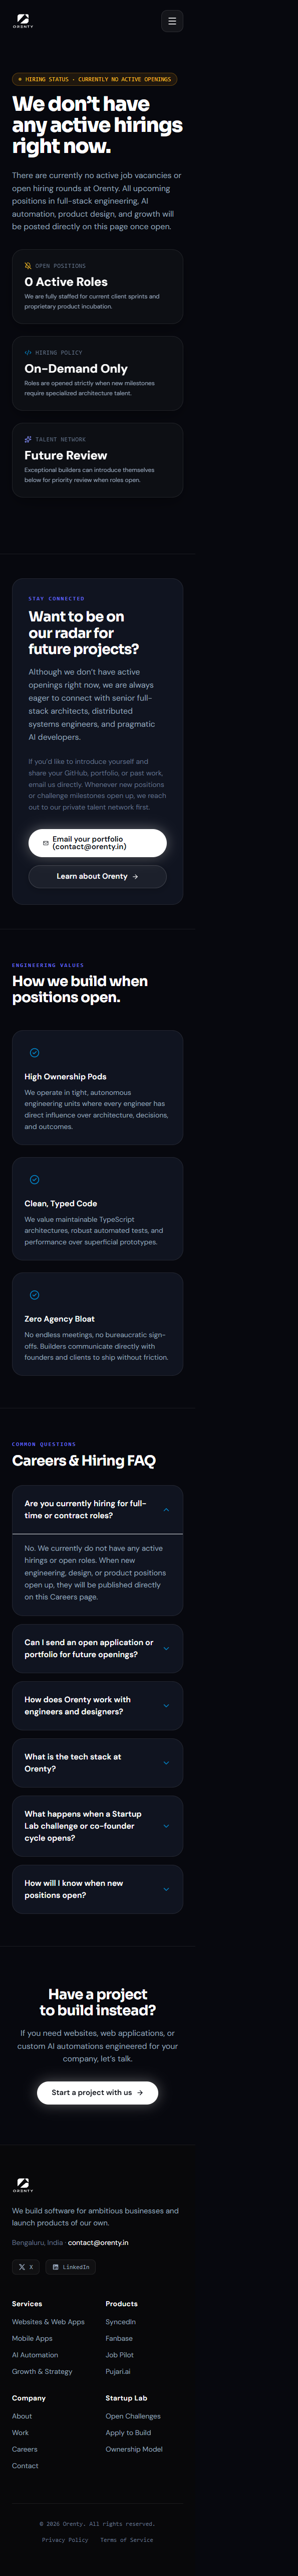 ORENTY
HIRING STATUS • CURRENTLY NO ACTIVE OPENINGS
We don’t have
any active hirings
right now.
There are currently no active job vacancies or
open hiring rounds at Orenty. All upcoming
positions in full-stack engineering, AI
automation, product design, and growth will
be posted directly on this page once open.
OPEN POSITIONS
0 Active Roles
We are fully staffed for current client sprints and
proprietary product incubation.
HIRING POLICY
On-Demand Only
Roles are opened strictly when new milestones
require specialized architecture talent.
TALENT NETWORK
Future Review
Exceptional builders can introduce themselves
below for priority review when roles open.
STAY CONNECTED
Want to be on
our radar for
future projects?
Although we don’t have active
openings right now, we are always
eager to connect with senior full-
stack architects, distributed
systems engineers, and pragmatic
AI developers.
If you’d like to introduce yourself and
share your GitHub, portfolio, or past work,
email us directly. Whenever new positions
or challenge milestones open up, we reach
out to our private talent network first.
Email your portfolio
(contact@orenty.in)
Learn about Orenty →
ENGINEERING VALUES
How we build when
positions open.
High Ownership Pods
We operate in tight, autonomous
engineering units where every engineer has
direct influence over architecture, decisions,
and outcomes.
Clean, Typed Code
We value maintainable TypeScript
architectures, robust automated tests, and
performance over superficial prototypes.
Zero Agency Bloat
No endless meetings, no bureaucratic sign-
offs. Builders communicate directly with
founders and clients to ship without friction.
COMMON QUESTIONS
Careers & Hiring FAQ
Are you currently hiring for full-
time or contract roles?
No. We currently do not have any active
hirings or open roles. When new
engineering, design, or product positions
open up, they will be published directly
on this Careers page.
Can I send an open application or
portfolio for future openings?
How does Orenty work with
engineers and designers?
What is the tech stack at
Orenty?
What happens when a Startup
Lab challenge or co-founder
cycle opens?
How will I know when new
positions open?
Have a project
to build instead?
If you need websites, web applications, or
custom AI automations engineered for your
company, let’s talk.
Start a project with us →
ORENTY
We build software for ambitious businesses and
launch products of our own.
Bengaluru, India · contact@orenty.in
X LinkedIn
Services Products
Websites & Web Apps SyncedIn
Mobile Apps Fanbase
AI Automation Job Pilot
Growth & Strategy Pujari.ai
Company Startup Lab
About Open Challenges
Work Apply to Build
Careers Ownership Model
Contact
© 2026 Orenty. All rights reserved.
Privacy Policy Terms of Service